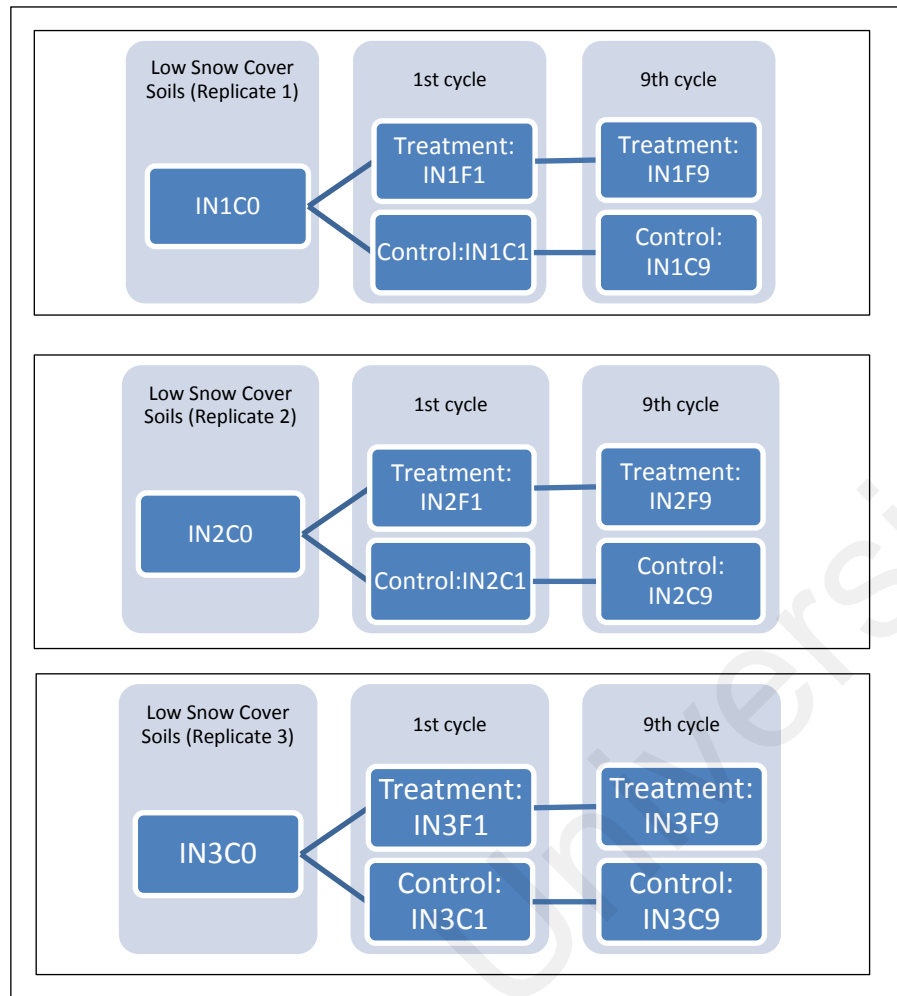 Low Snow Cover
Soils (Replicate 1)
1st cycle
9th cycle
IN1C0
Treatment:
IN1F1
Treatment:
IN1F9
Control:IN1C1
Control:
IN1C9
Low Snow Cover
Soils (Replicate 2)
1st cycle
9th cycle
IN2C0
Treatment:
IN2F1
Treatment:
IN2F9
Control:IN2C1
Control:
IN2C9
Low Snow Cover
Soils (Replicate 3)
1st cycle
9th cycle
IN3C0
Treatment:
IN3F1
Treatment:
IN3F9
Control:
IN3C1
Control:
IN3C9
Universi